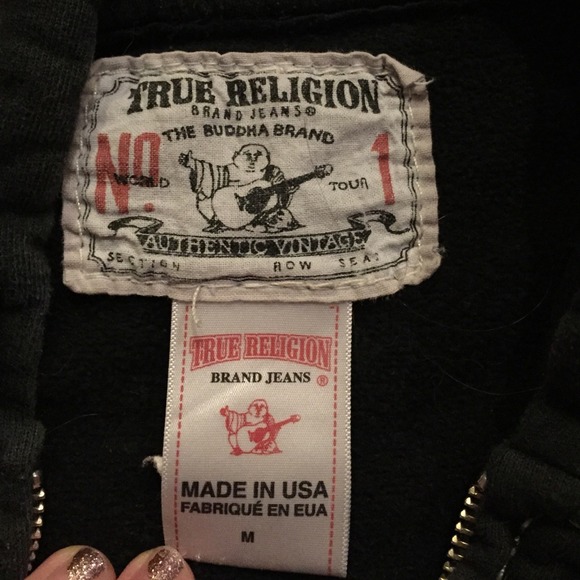 TRUE RELIGION
BRAND JEANS®
THE BUDDHA BRAND
NO. 1
WORLD TOUR
AUTHENTIC VINTAGE
SECTION ROW SEAT
TRUE RELIGION
BRAND JEANS ®
MADE IN USA
FABRIQUÉ EN EUA
M